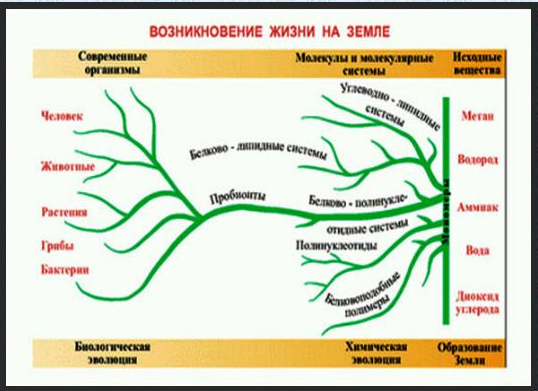 ВОЗНИКНОВЕНИЕ ЖИЗНИ НА ЗЕМЛЕ
Современные
организмы
Молекулы и молекулярные
системы
Исходные
вещества
Человек
Животные
Растения
Грибы
Бактерии
Пробионты
Углеводно - липидные
системы
Белково - липидные системы
Белково - полинукле-
отидные системы
Полинуклеотиды
Белковоподобные
полимеры
Мономеры
Метан
Водород
Аммиак
Вода
Диоксид
углерода
Биологическая
эволюция
Химическая
эволюция
Образование
Земли